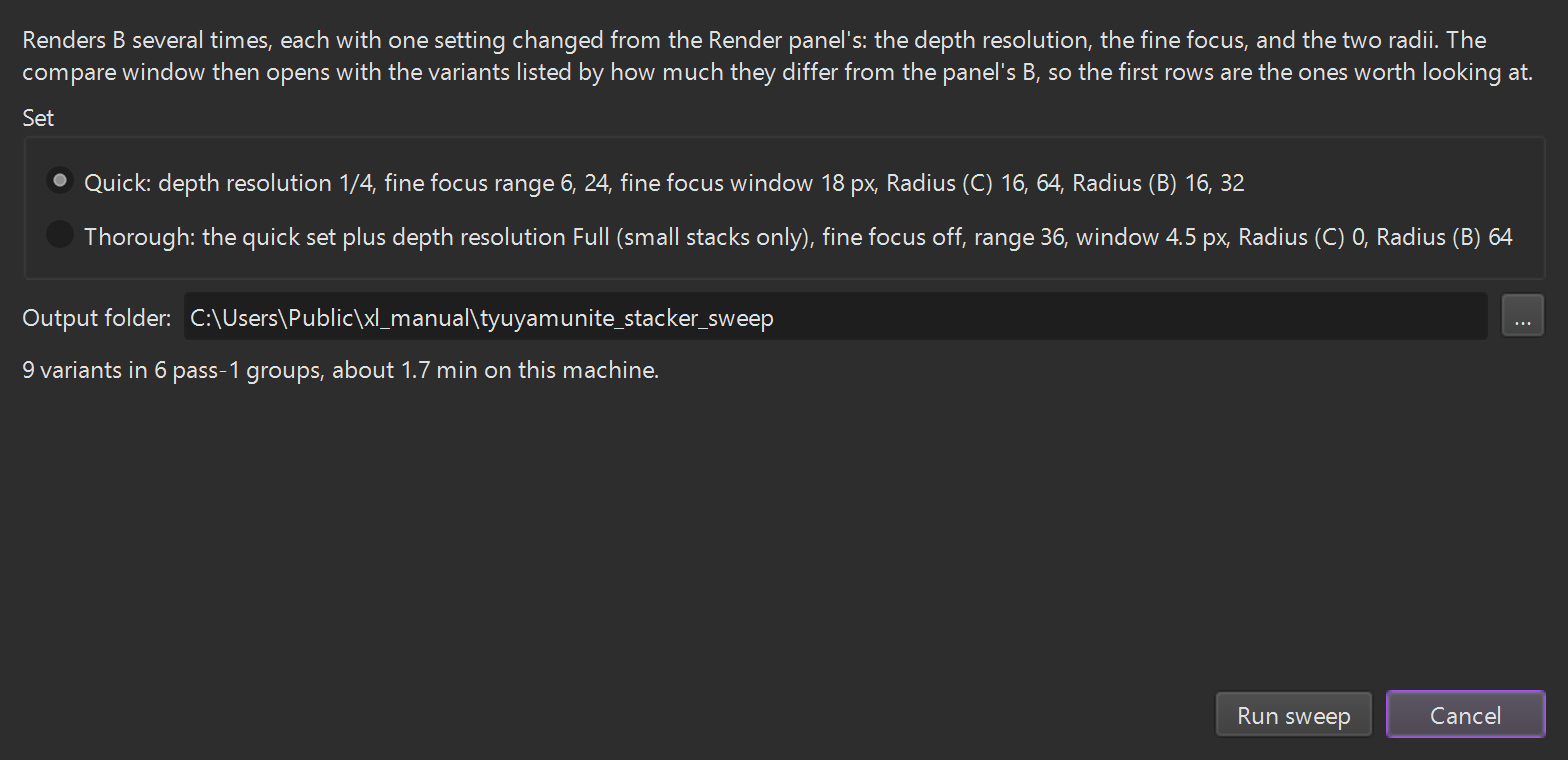 Renders B several times, each with one setting changed from the Render panel's: the depth resolution, the fine focus, and the two radii. The
compare window then opens with the variants listed by how much they differ from the panel's B, so the first rows are the ones worth looking at.
Set
Quick: depth resolution 1/4, fine focus range 6, 24, fine focus window 18 px, Radius (C) 16, 64, Radius (B) 16, 32
Thorough: the quick set plus depth resolution Full (small stacks only), fine focus off, range 36, window 4.5 px, Radius (C) 0, Radius (B) 64
Output folder: C:\Users\Public\xl_manual\tyuyamunite_stacker_sweep ...
9 variants in 6 pass-1 groups, about 1.7 min on this machine.
Run sweep Cancel